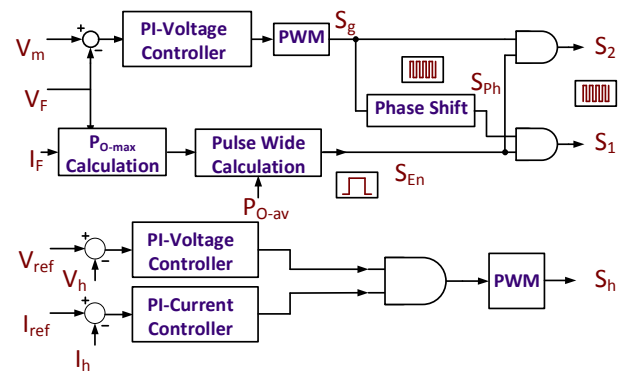 V_m
+
−
PI-Voltage
Controller
PWM
S_g
S_2
V_F
S_Ph
Phase Shift
I_F
P_O-max
Calculation
Pulse Wide
Calculation
S_En
S_1
P_O-av
V_ref
+
−
V_h
PI-Voltage
Controller
I_ref
+
−
I_h
PI-Current
Controller
PWM
S_h